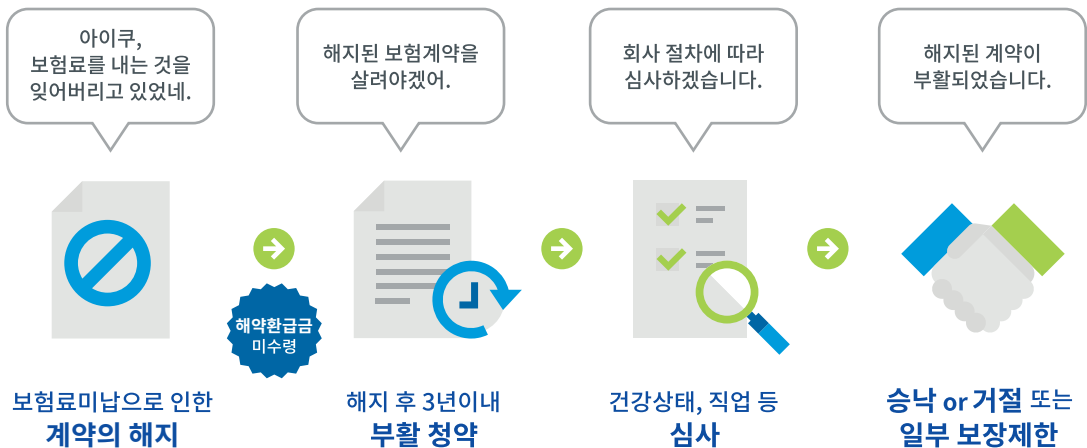 아이쿠,
보험료를 내는 것을
잊어버리고 있었네.
해지된 보험계약을
살려야겠어.
회사 절차에 따라
심사하겠습니다.
해지된 계약이
부활되었습니다.
해약환급금
미수령
보험료미납으로 인한
계약의 해지
해지 후 3년이내
부활 청약
건강상태, 직업 등
심사
승낙 or 거절 또는
일부 보장제한